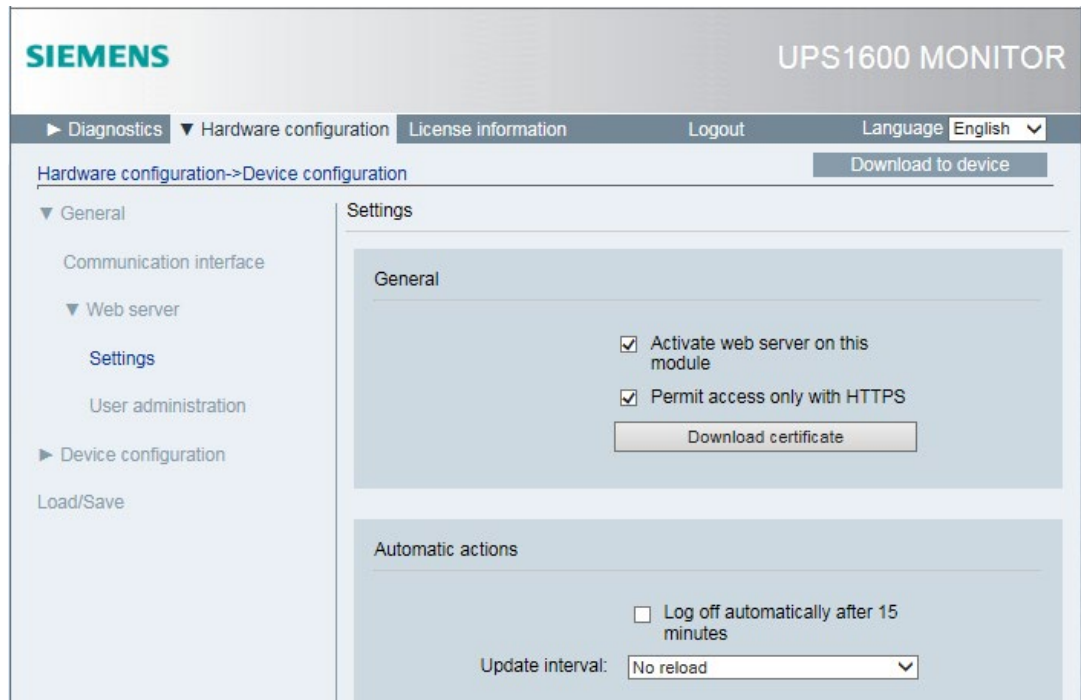 SIEMENS
UPS1600 MONITOR
► Diagnostics ▼ Hardware configuration License information Logout Language English
Hardware configuration->Device configuration
Download to device
▼ General
Communication interface
▼ Web server
Settings
User administration
► Device configuration
Load/Save
Settings
General
Activate web server on this
module
Permit access only with HTTPS
Download certificate
Automatic actions
Log off automatically after 15
minutes
Update interval: No reload